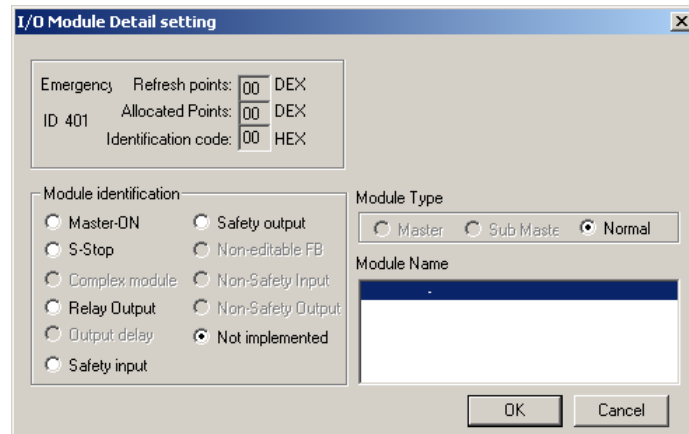 I/O Module Detail setting
Emergency Refresh points: 00 DEX
ID 401 Allocated Points: 00 DEX
Identification code: 00 HEX
Module identification
Master-ON Safety output
S-Stop Non-editable FB
Complex module Non-Safety Input
Relay Output Non-Safety Output
Output delay Not implemented
Safety input
Module Type
Master Sub Maste Normal
Module Name
-
OK Cancel